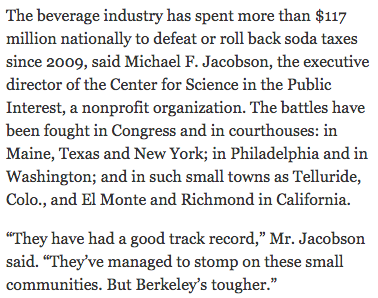 The beverage industry has spent more than $117
million nationally to defeat or roll back soda taxes
since 2009, said Michael F. Jacobson, the executive
director of the Center for Science in the Public
Interest, a nonprofit organization. The battles have
been fought in Congress and in courthouses: in
Maine, Texas and New York; in Philadelphia and in
Washington; and in such small towns as Telluride,
Colo., and El Monte and Richmond in California.
“They have had a good track record,” Mr. Jacobson
said. “They’ve managed to stomp on these small
communities. But Berkeley’s tougher.”